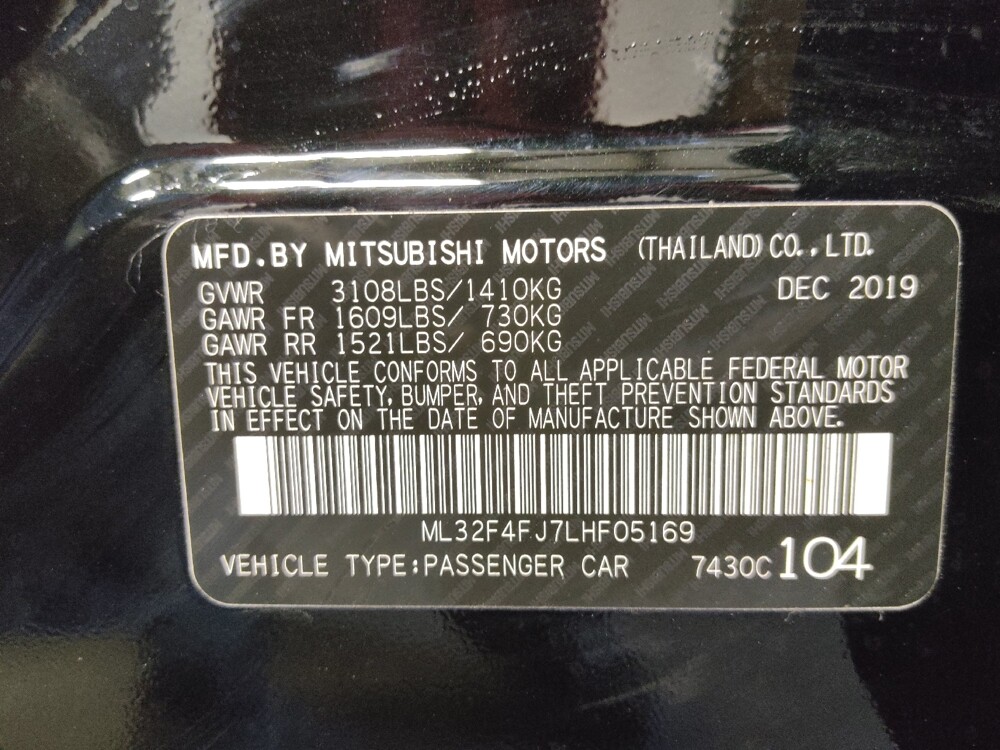 MFD.BY MITSUBISHI MOTORS (THAILAND) CO., LTD.
GVWR 3108LBS/1410KG DEC 2019
GAWR FR 1609LBS/ 730KG
GAWR RR 1521LBS/ 690KG
THIS VEHICLE CONFORMS TO ALL APPLICABLE FEDERAL MOTOR
VEHICLE SAFETY, BUMPER, AND THEFT PREVENTION STANDARDS
IN EFFECT ON THE DATE OF MANUFACTURE SHOWN ABOVE.
ML32F4FJ7LHF05169
VEHICLE TYPE:PASSENGER CAR 7430C 104